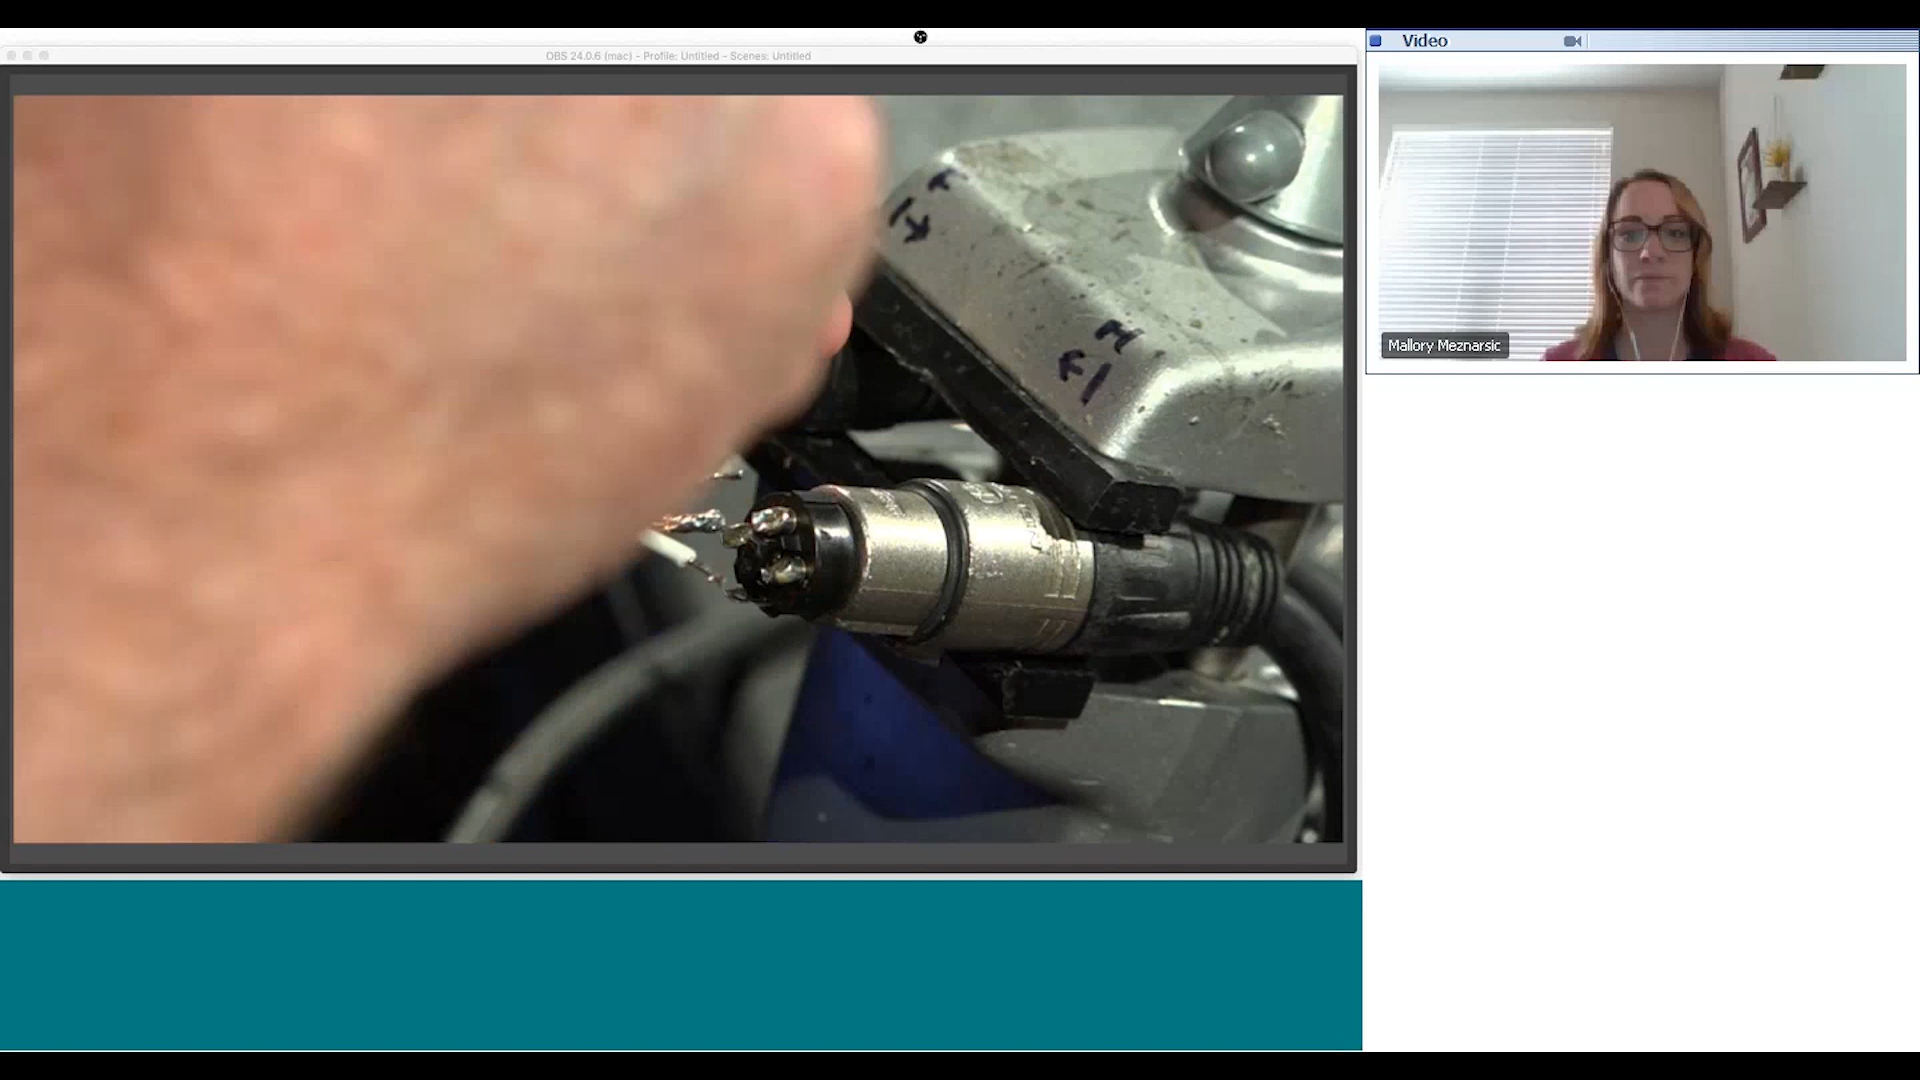 OBS 24.0.6 (mac) - Profile: Untitled - Scenes: Untitled
Video
Mallory Meznarsic